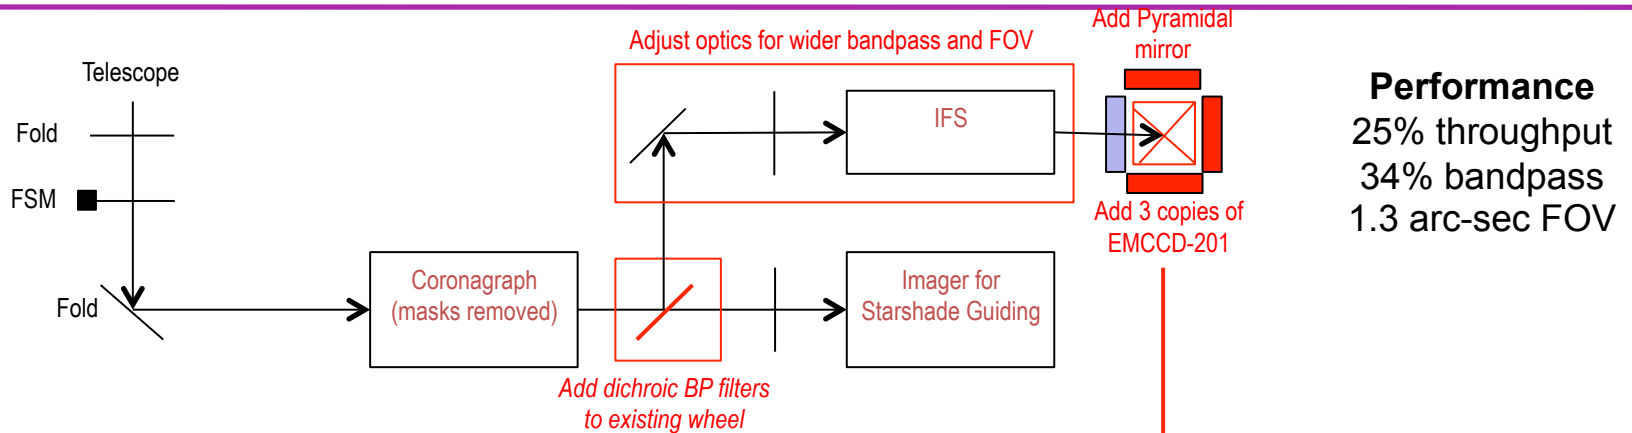 Telescope
Fold
FSM
Fold
Coronagraph
(masks removed)
Add dichroic BP filters
to existing wheel
Adjust optics for wider bandpass and FOV
IFS
Imager for
Starshade Guiding
Add Pyramidal
mirror
Add 3 copies of
EMCCD-201
Performance
25% throughput
34% bandpass
1.3 arc-sec FOV